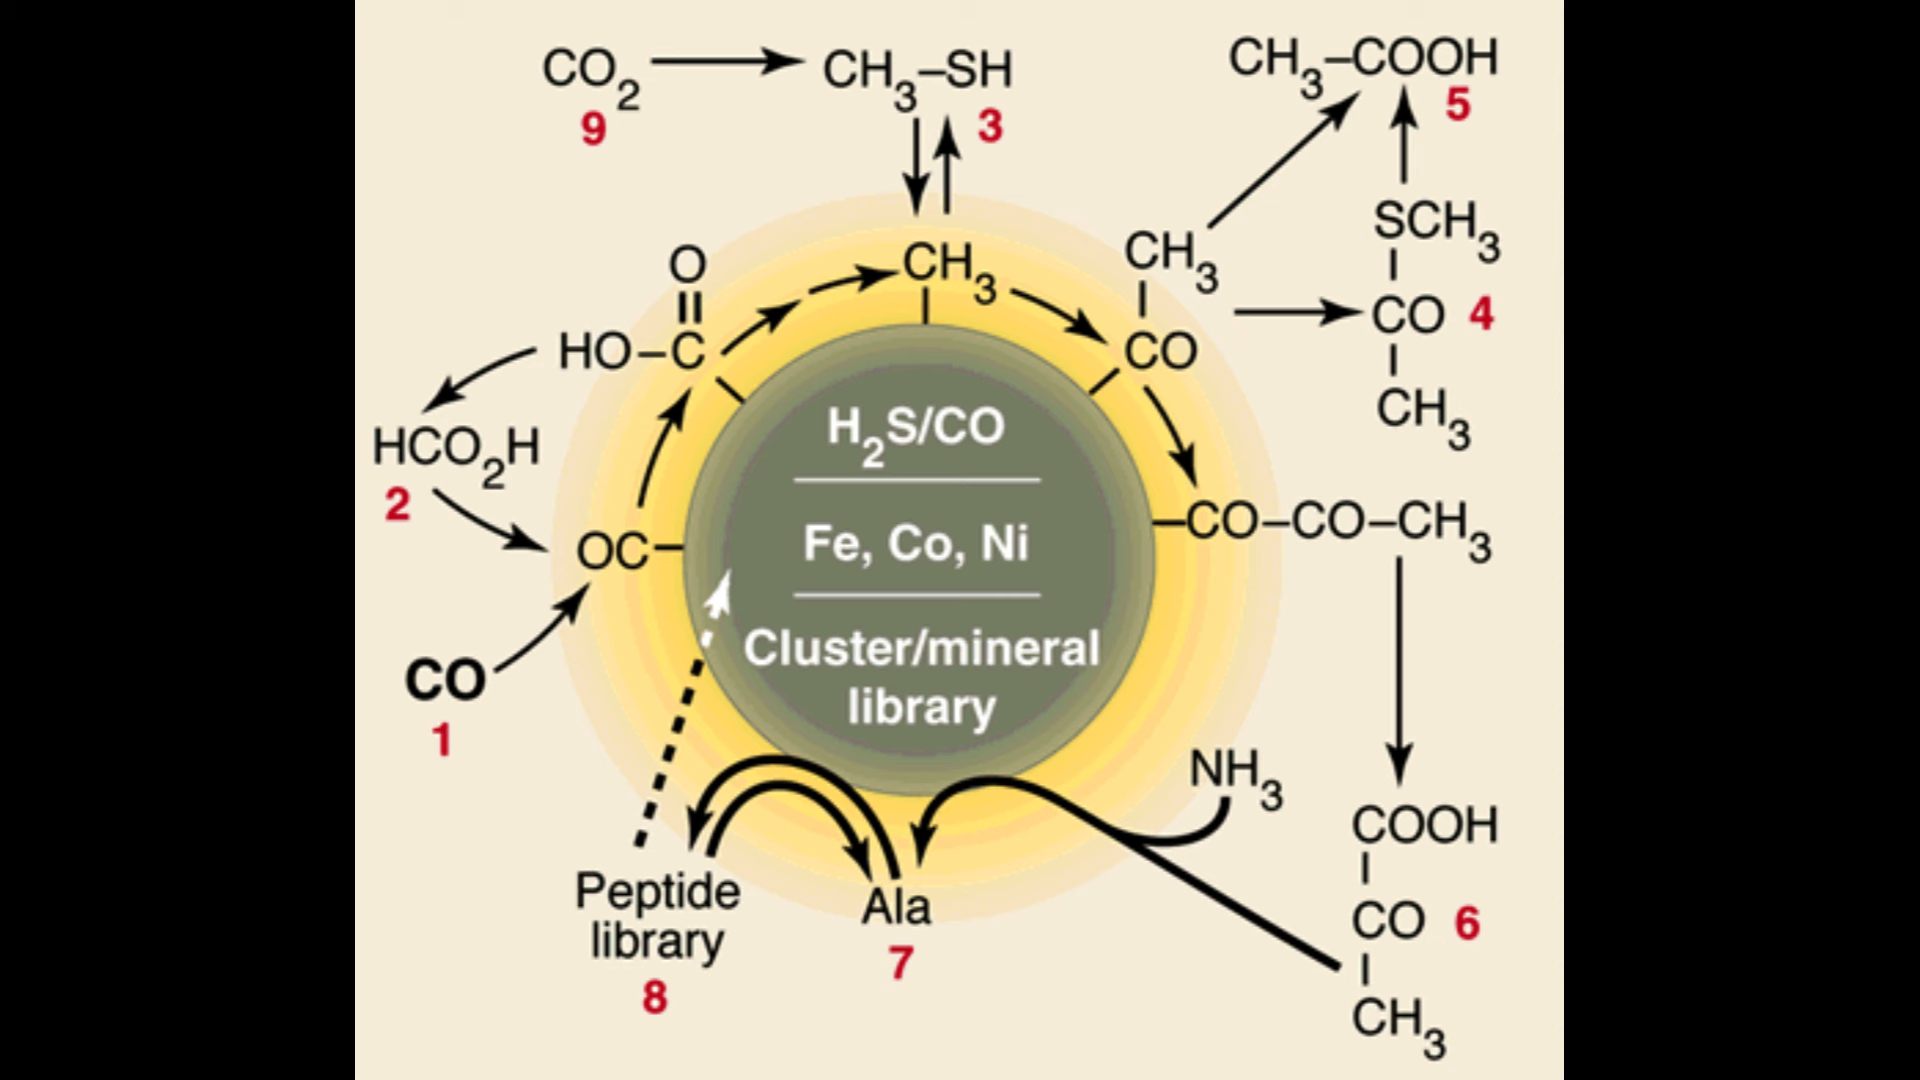 CO₂
9
CH₃–SH
3
CH₃–COOH
5
SCH₃
CO
4
CH₃
CH₃
CO
CH₃
O
HO–C
HCO₂H
2
OC
CO
1
H₂S/CO
Fe, Co, Ni
Cluster/mineral
library
CO–CO–CH₃
NH₃
COOH
CO
6
CH₃
Ala
7
Peptide
library
8